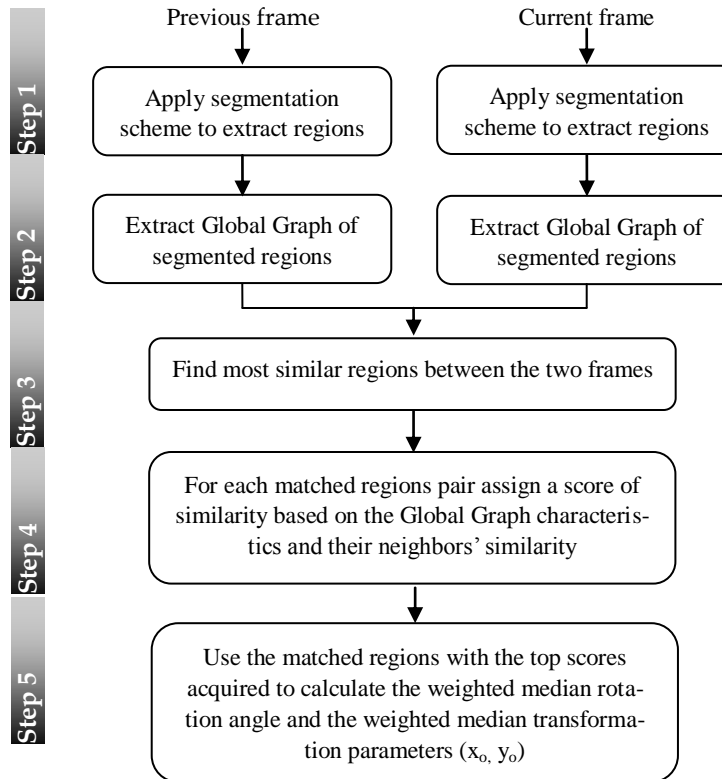 Previous frame
Current frame
Step 1
Apply segmentation
scheme to extract regions
Apply segmentation
scheme to extract regions
Step 2
Extract Global Graph of
segmented regions
Extract Global Graph of
segmented regions
Step 3
Find most similar regions between the two frames
Step 4
For each matched regions pair assign a score of
similarity based on the Global Graph characteris-
tics and their neighbors’ similarity
Step 5
Use the matched regions with the top scores
acquired to calculate the weighted median rota-
tion angle and the weighted median transforma-
tion parameters (xₒ, yₒ)